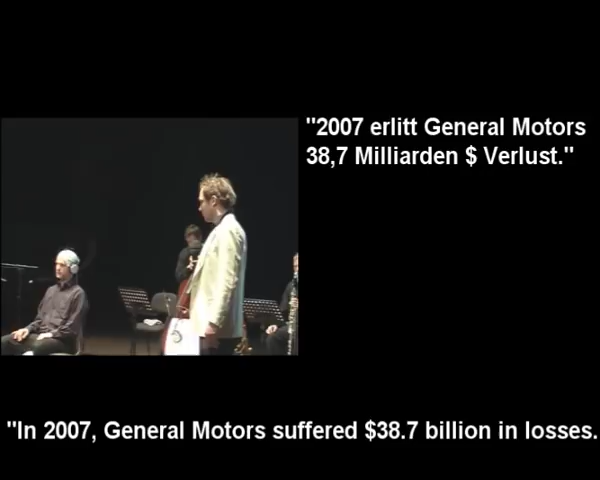 "2007 erlitt General Motors
38,7 Milliarden $ Verlust."
"In 2007, General Motors suffered $38.7 billion in losses.